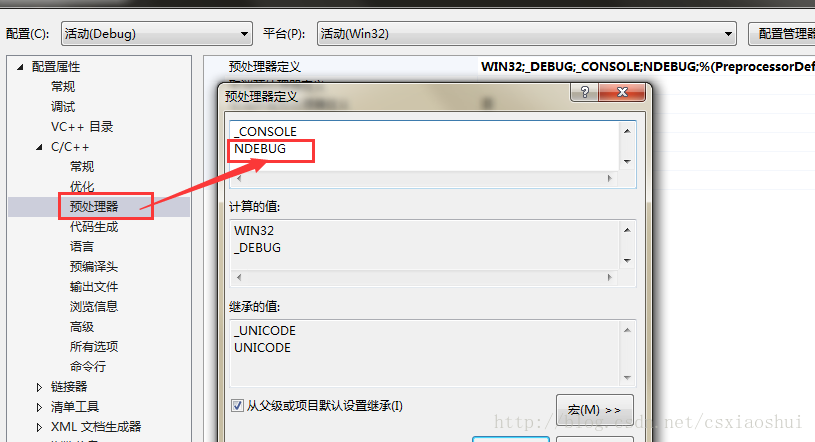 配置(C): 活动(Debug) 平台(P): 活动(Win32) 配置管理器
配置属性
常规
调试
VC++ 目录
C/C++
常规
优化
预处理器
代码生成
语言
预编译头
输出文件
浏览信息
高级
所有选项
命令行
链接器
清单工具
XML 文档生成器
预处理器定义 WIN32;_DEBUG;_CONSOLE;NDEBUG;%(PreprocessorDef
预处理器定义
_CONSOLE
NDEBUG
计算的值:
WIN32
_DEBUG
继承的值:
_UNICODE
UNICODE
从父级或项目默认设置继承(I) 宏(M) >>
http://blog.csdn.net/csxiaoshui